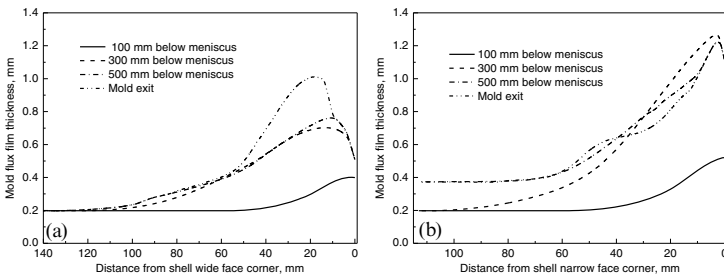 1.4
1.2
1.0
0.8
0.6
0.4
0.2
0.0
Mold flux film thickness, mm
100 mm below meniscus
300 mm below meniscus
500 mm below meniscus
Mold exit
(a)
140 120 100 80 60 40 20 0
Distance from shell wide face corner, mm
1.4
1.2
1.0
0.8
0.6
0.4
0.2
0.0
Mold flux film thickness, mm
100 mm below meniscus
300 mm below meniscus
500 mm below meniscus
Mold exit
(b)
100 80 60 40 20 0
Distance from shell narrow face corner, mm